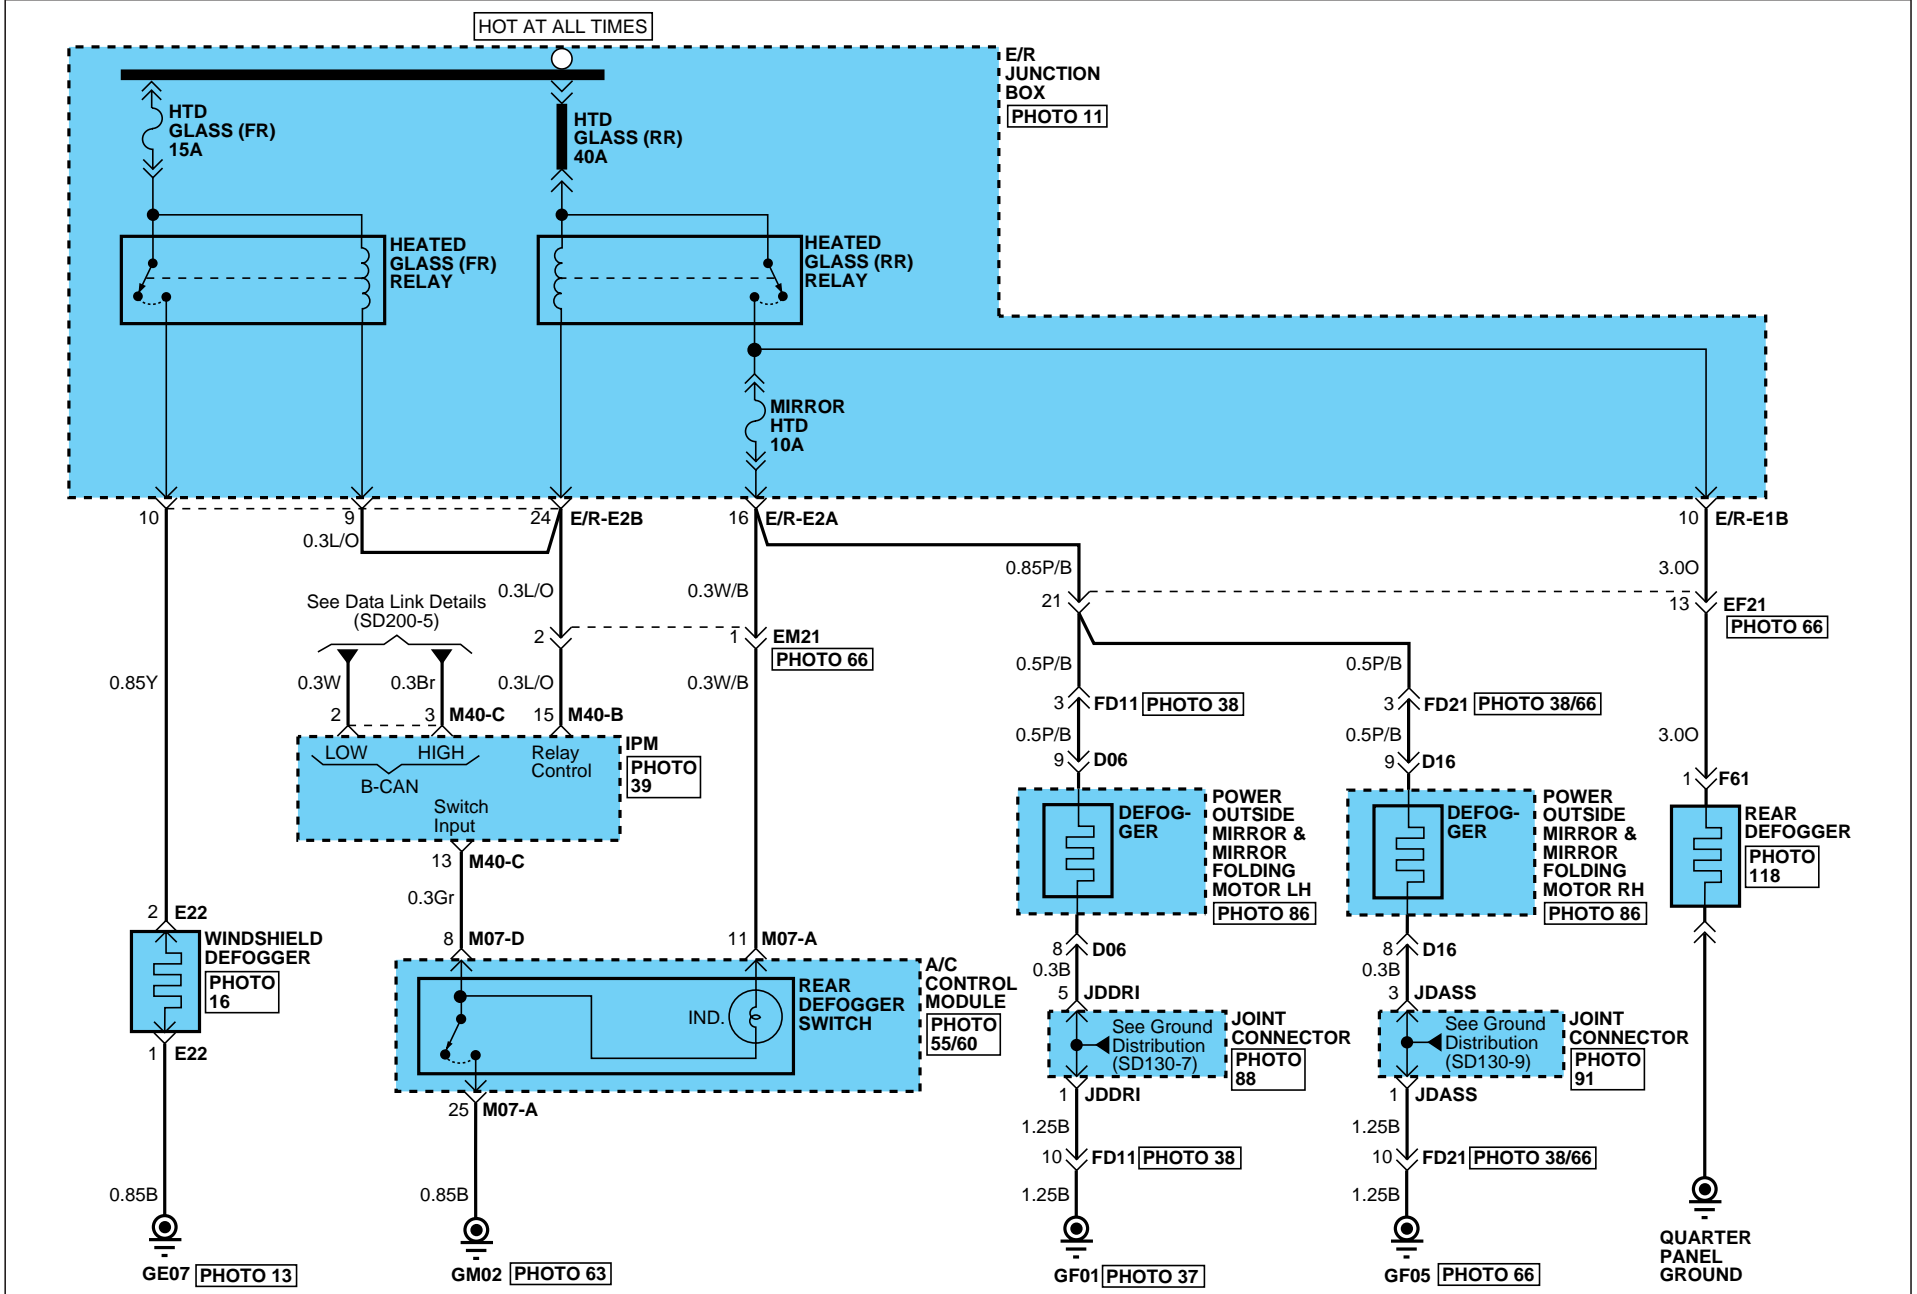 HOT AT ALL TIMES
E/R
JUNCTION
BOX
PHOTO 11
HTD
GLASS (FR)
15A
HTD
GLASS (RR)
40A
HEATED
GLASS (FR)
RELAY
HEATED
GLASS (RR)
RELAY
MIRROR
HTD
10A
10
9
24
E/R-E2B
16
E/R-E2A
10
E/R-E1B
0.3L/O
0.85P/B
3.0O
0.3L/O
0.3W/B
21
13
EF21
PHOTO 66
See Data Link Details
(SD200-5)
2
1
EM21
PHOTO 66
0.85Y
0.3W
0.3Br
0.3L/O
0.3W/B
0.5P/B
0.5P/B
2
3
M40-C
15
M40-B
3
FD11
PHOTO 38
3
FD21
PHOTO 38/66
0.5P/B
0.5P/B
3.0O
LOW
HIGH
B-CAN
Relay
Control
Switch
Input
IPM
PHOTO
39
9
D06
9
D16
1
F61
DEFOG-
GER
POWER
OUTSIDE
MIRROR &
MIRROR
FOLDING
MOTOR LH
PHOTO 86
DEFOG-
GER
POWER
OUTSIDE
MIRROR &
MIRROR
FOLDING
MOTOR RH
PHOTO 86
REAR
DEFOGGER
PHOTO
118
13
M40-C
0.3Gr
2
E22
WINDSHIELD
DEFOGGER
PHOTO
16
1
E22
8
M07-D
11
M07-A
IND.
REAR
DEFOGGER
SWITCH
A/C
CONTROL
MODULE
PHOTO
55/60
25
M07-A
8
D06
8
D16
0.3B
0.3B
5
JDDRI
3
JDASS
See Ground
Distribution
(SD130-7)
JOINT
CONNECTOR
PHOTO
88
See Ground
Distribution
(SD130-9)
JOINT
CONNECTOR
PHOTO
91
1
JDDRI
1
JDASS
1.25B
1.25B
10
FD11
PHOTO 38
10
FD21
PHOTO 38/66
0.85B
0.85B
1.25B
1.25B
GE07
PHOTO 13
GM02
PHOTO 63
GF01
PHOTO 37
GF05
PHOTO 66
QUARTER
PANEL
GROUND